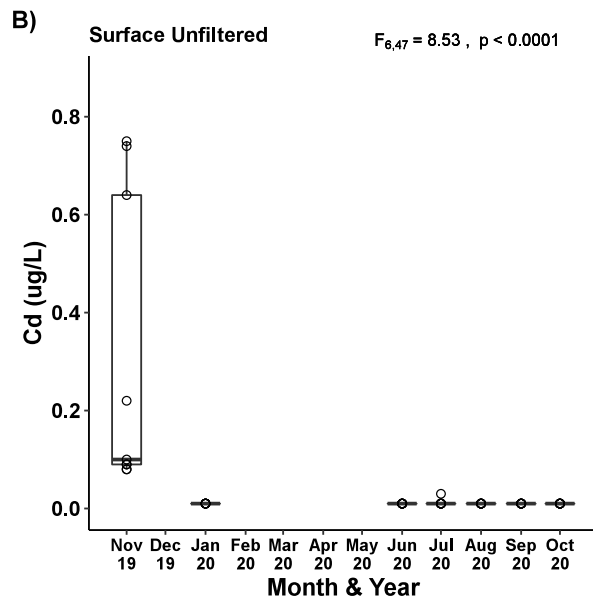 B)
Surface Unfiltered
F6,47 = 8.53 , p < 0.0001
Cd (ug/L)
0.8
0.6
0.4
0.2
0.0
Nov Dec Jan Feb Mar Apr May Jun Jul Aug Sep Oct
19 19 20 20 20 20 20 20 20 20 20 20
Month & Year